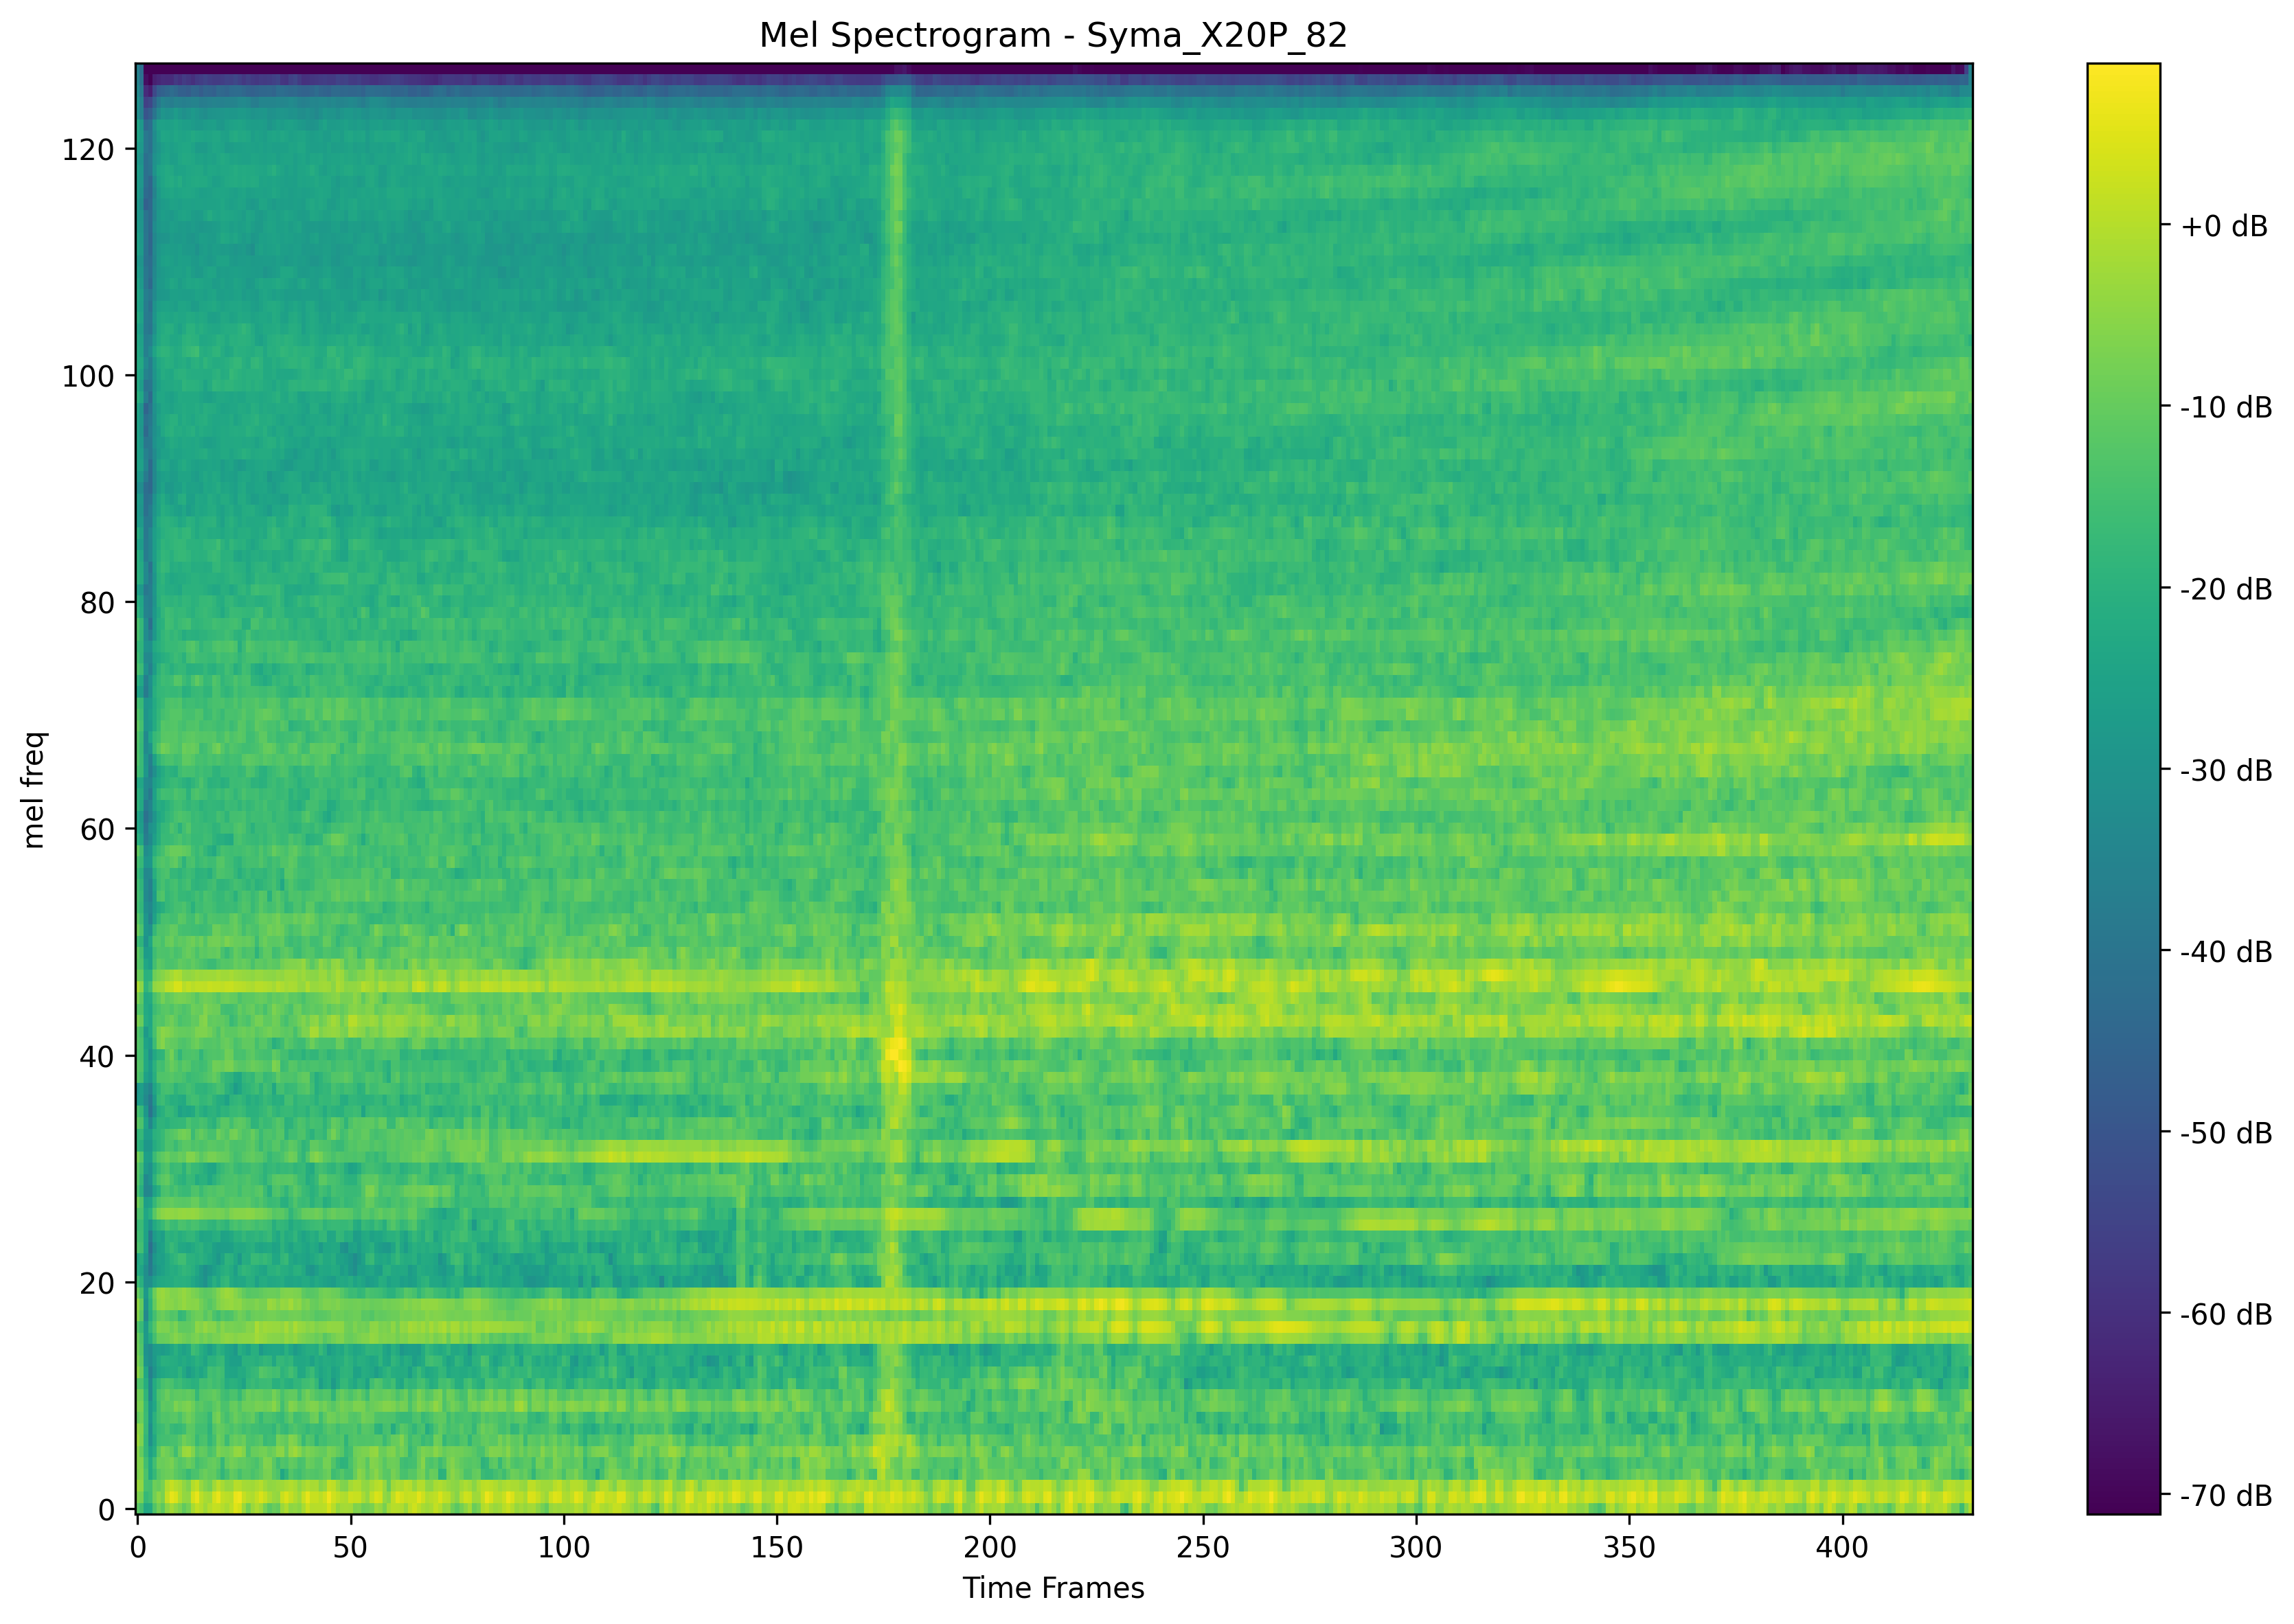 Mel Spectrogram - Syma_X20P_82
mel freq
120
100
80
60
40
20
0
0 50 100 150 200 250 300 350 400
Time Frames
+0 dB
-10 dB
-20 dB
-30 dB
-40 dB
-50 dB
-60 dB
-70 dB